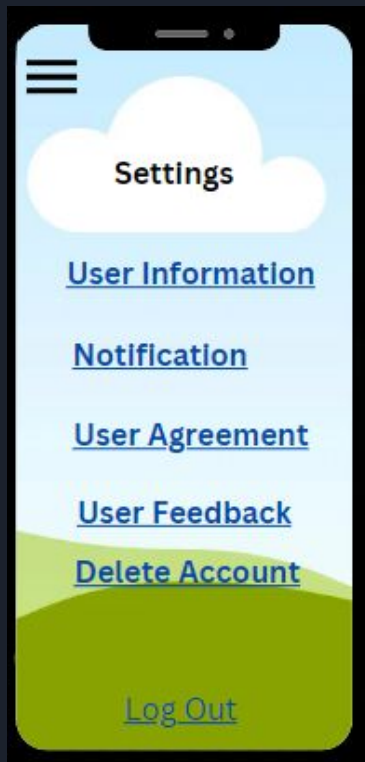 Settings
User Information
Notification
User Agreement
User Feedback
Delete Account
Log Out